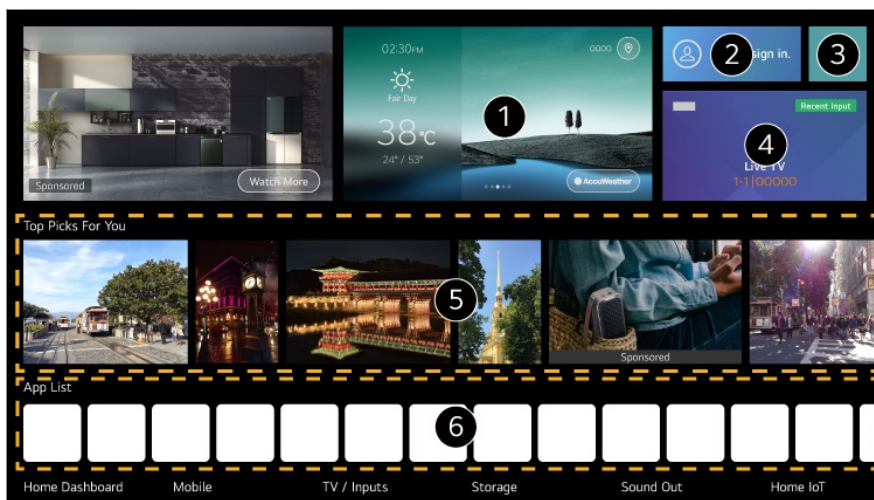 Sponsored
Watch More
02:30PM
Fair Day
38°C
24° / 53°
OOOO
AccuWeather
1
2
sign in.
3
Recent Input
4
Live TV
1-1|OOOOO
Top Picks For You
5
Sponsored
App List
6
Home Dashboard Mobile TV / Inputs Storage Sound Out Home IoT